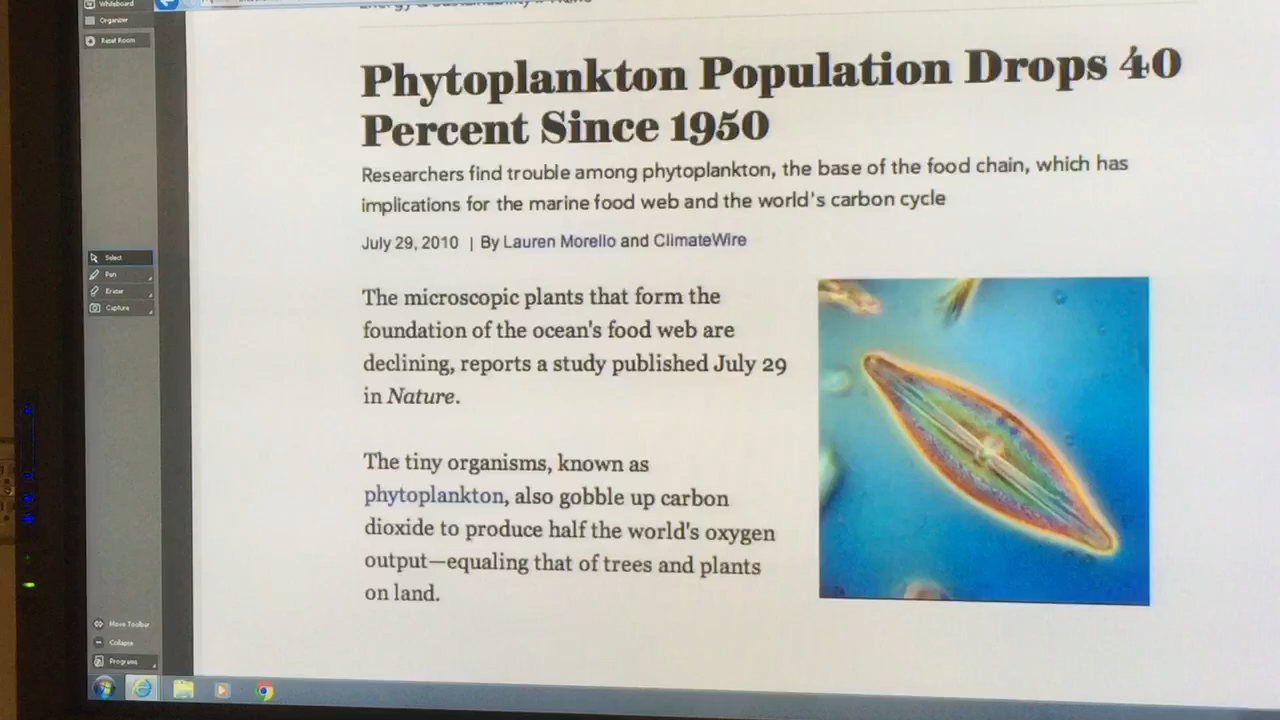 Whiteboard
Organizer
Reset Room
Phytoplankton Population Drops 40
Percent Since 1950
Researchers find trouble among phytoplankton, the base of the food chain, which has
implications for the marine food web and the world's carbon cycle
July 29, 2010 | By Lauren Morello and ClimateWire
The microscopic plants that form the
foundation of the ocean's food web are
declining, reports a study published July 29
in Nature.
The tiny organisms, known as
phytoplankton, also gobble up carbon
dioxide to produce half the world's oxygen
output—equaling that of trees and plants
on land.
Select
Pen
Eraser
Capture
Move Toolbar
Collapse
Programs